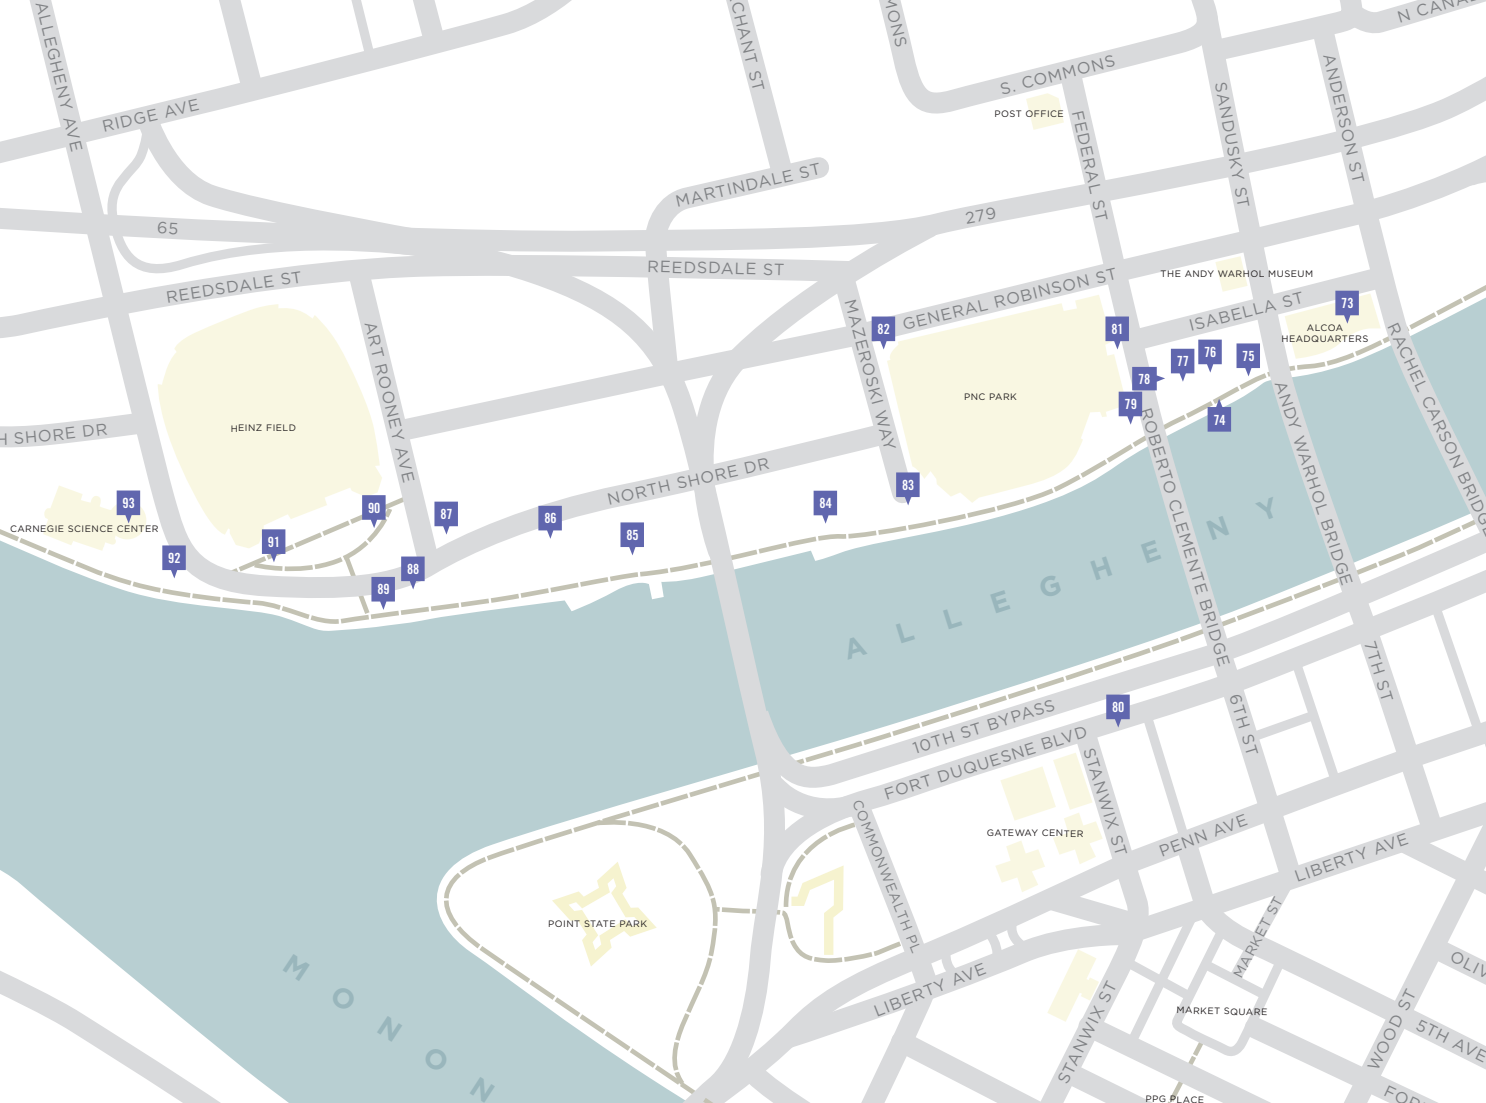 ALLEGHENY AVE
CHANT ST
MONS
N CANAL
S. COMMONS
RIDGE AVE
POST OFFICE
FEDERAL ST
SANDUSKY ST
ANDERSON ST
MARTINDALE ST
65
279
REEDSDALE ST
REEDSDALE ST
THE ANDY WARHOL MUSEUM
GENERAL ROBINSON ST
ISABELLA ST
73
ALCOA
HEADQUARTERS
82
81
MAZEROSKI WAY
ART ROONEY AVE
RACHEL CARSON BRIDGE
76
75
77
78
PNC PARK
79
74
ANDY WARHOL BRIDGE
ROBERTO CLEMENTE BRIDGE
HEINZ FIELD
H SHORE DR
NORTH SHORE DR
83
93
84
90
87
86
CARNEGIE SCIENCE CENTER
85
91
92
88
89
ALLEGHENY
7TH ST
6TH ST
80
10TH ST BYPASS
FORT DUQUESNE BLVD
STANWIX ST
COMMONWEALTH PL
GATEWAY CENTER
PENN AVE
LIBERTY AVE
POINT STATE PARK
MARKET ST
LIBERTY AVE
OLIV
MONON
MARKET SQUARE
STANWIX ST
WOOD ST
5TH AVE
PPG PLACE
FOR